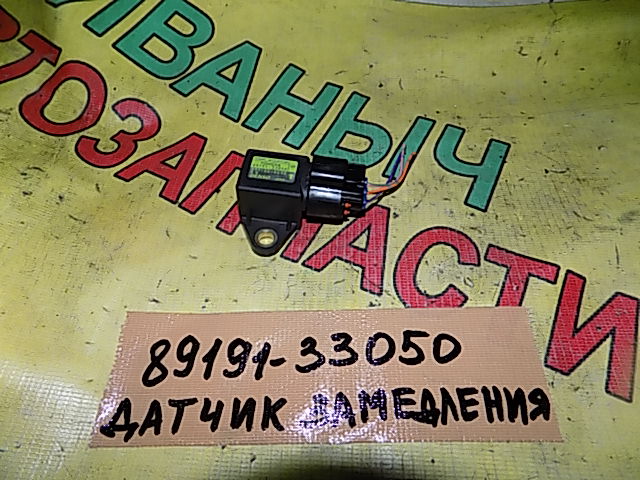 ИВАНЫЧ
АВТОЗАПЧАСТИ
89191-33050
ДАТЧИК ЗАМЕДЛЕНИЯ